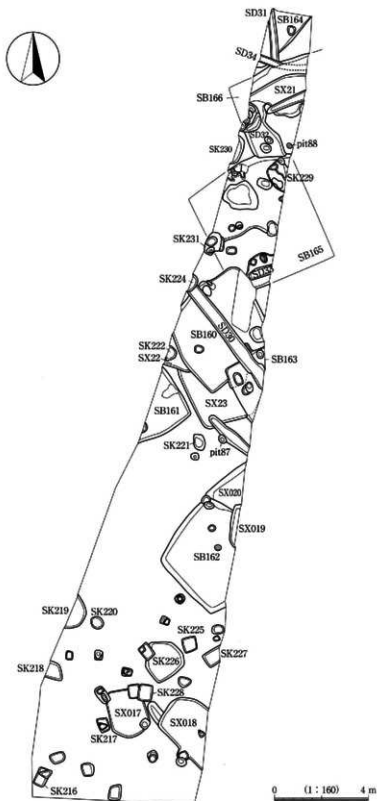 SD31
SB164
SD34
SX21
SB166
SD32
pit88
SK230
SK229
SK231
SB165
SK224
SB160
SK222
SX22
SB163
SB161
SX23
SK221
pit87
SX020
SX019
SB162
SK219
SK220
SK225
SK226
SK227
SK218
SK228
SX017
SX018
SK217
SK216
0 (1:160) 4 m